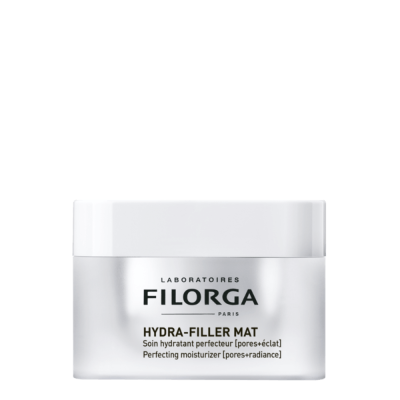 LABORATOIRES
FILORGA
PARIS
HYDRA-FILLER MAT
Soin hydratant perfecteur [pores+éclat]
Perfecting moisturizer [pores+radiance]